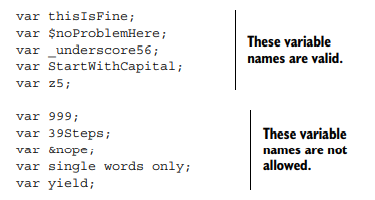 var thisIsFine;
var $noProblemHere;
var _underscore56;
var StartWithCapital;
var z5;
These variable
names are valid.
var 999;
var 39Steps;
var &nope;
var single words only;
var yield;
These variable
names are not
allowed.